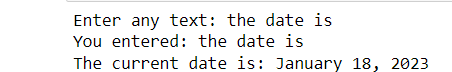 Enter any text: the date is
You entered: the date is
The current date is: January 18, 2023